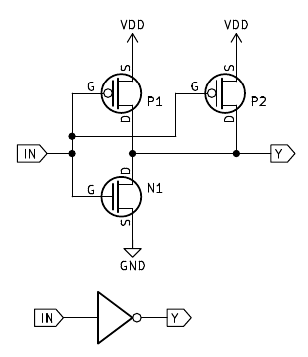 VDD VDD
S S
G P1 G P2
D D
IN Y
D
G N1
S
GND
IN Y